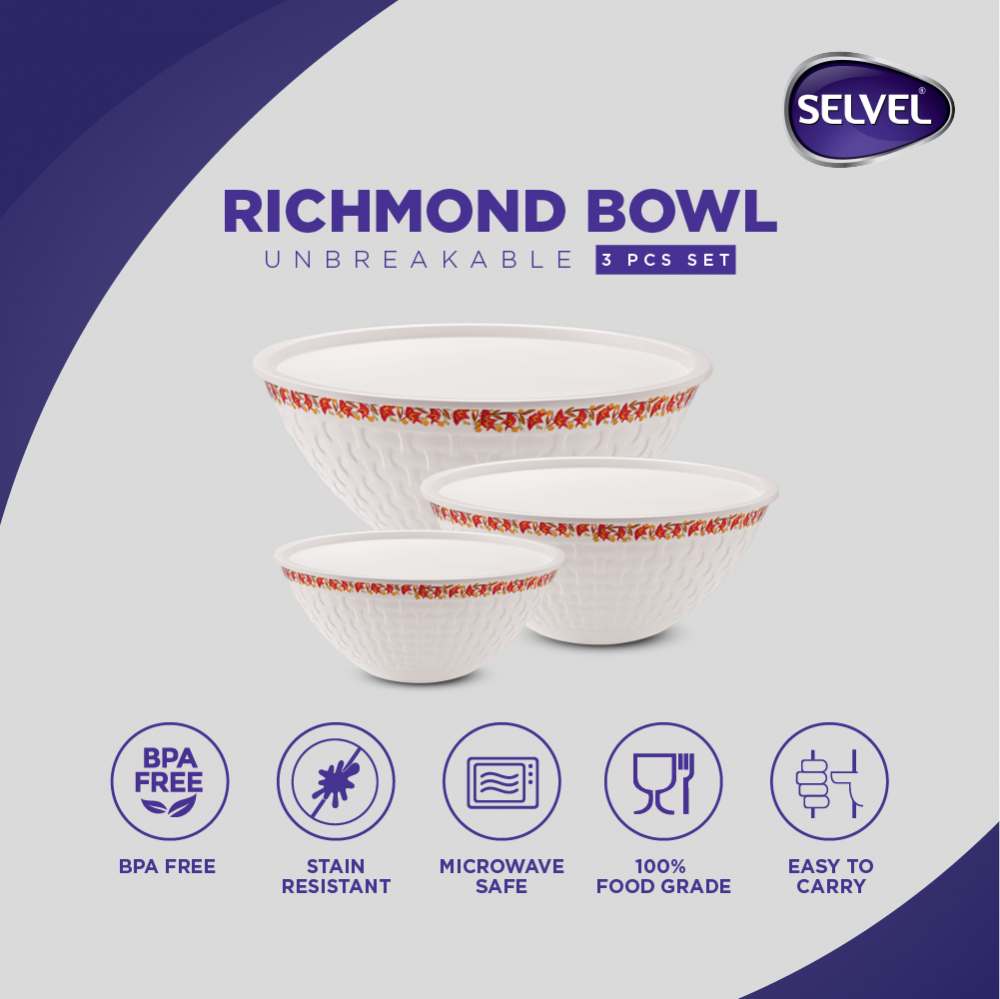 SELVEL®
RICHMOND BOWL
UNBREAKABLE 3 PCS SET
BPA
FREE
BPA FREE
STAIN
RESISTANT
MICROWAVE
SAFE
100%
FOOD GRADE
EASY TO
CARRY